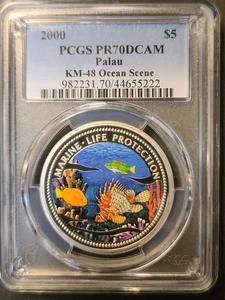 2000 $5
PCGS PR70DCAM
Palau
KM-48 Ocean Scene
982231.70/44655222
MARINE-LIFE PROTECTION